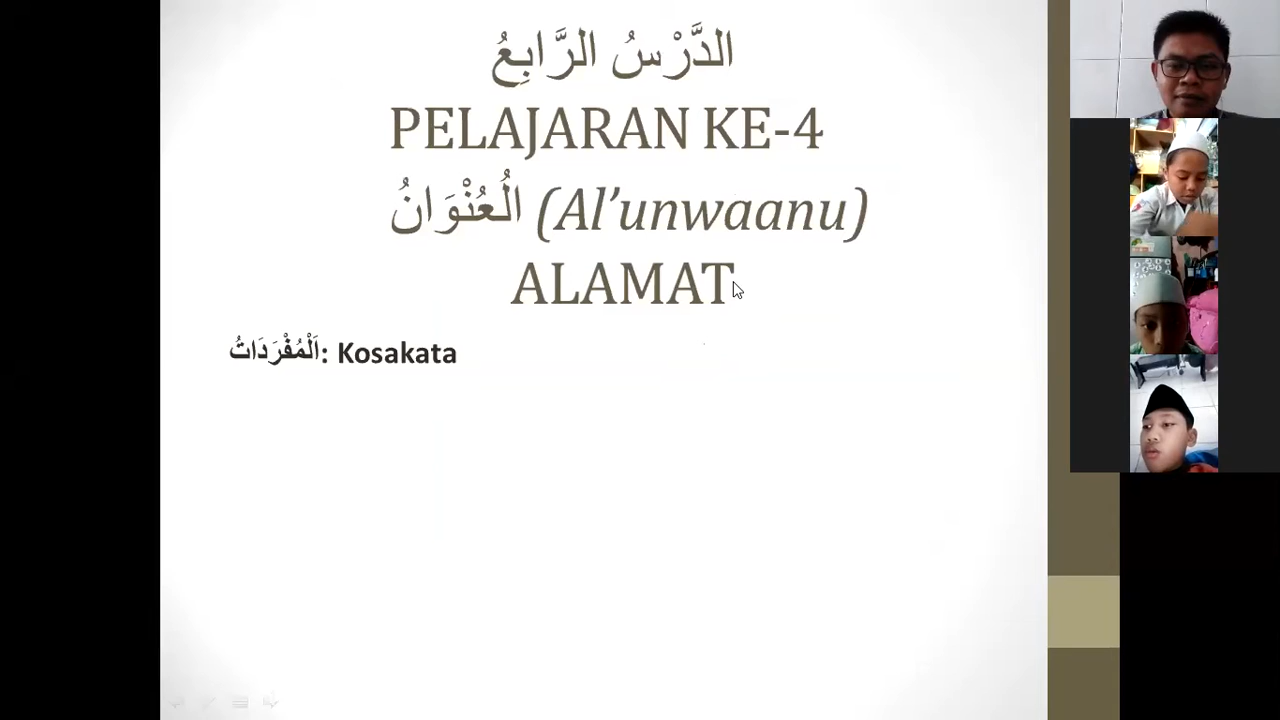 الدَّرْسُ الرَّابِعُ
PELAJARAN KE-4
الُعُنْوَانُ (Al’unwaanu)
ALAMAT
اَلْمُفْرَدَاتُ: Kosakata